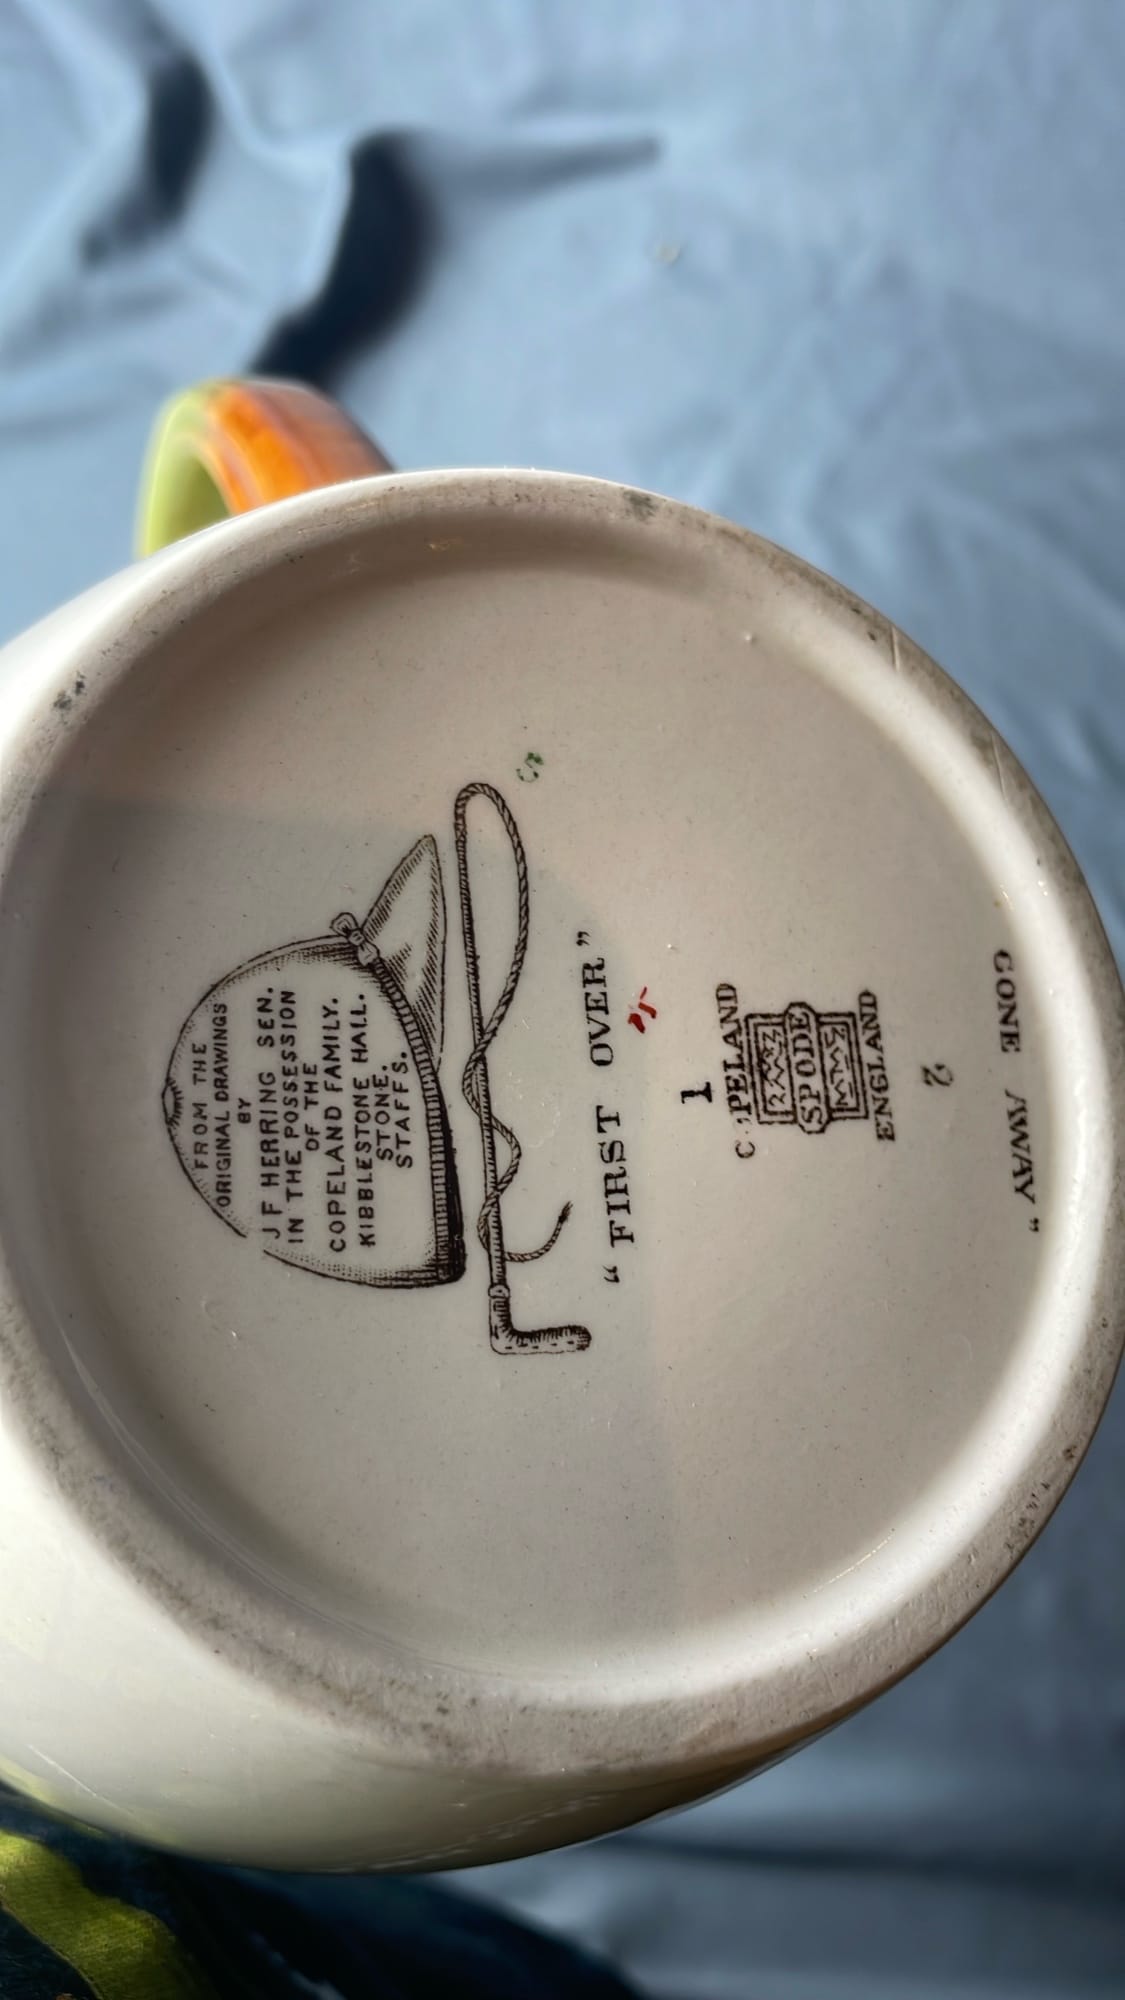 FROM THE
ORIGINAL DRAWINGS
BY
J F HERRING SEN.
IN THE POSSESSION
OF THE
COPELAND FAMILY.
KIBBLESTONE HALL.
STONE.
STAFFS.
S
"FIRST OVER"
1
COPELAND
SPODE
ENGLAND
2
GONE AWAY"